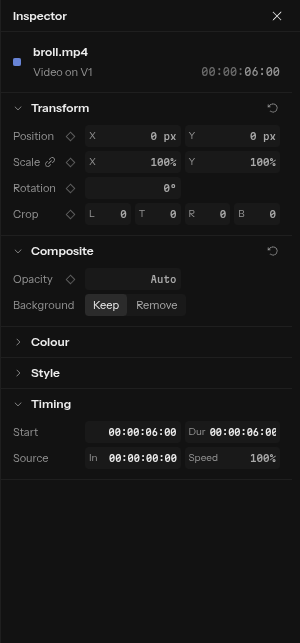 Inspector
broll.mp4
Video on V1 00:00:06:00
Transform
Position X 0 px Y 0 px
Scale X 100% Y 100%
Rotation 0°
Crop L 0 T 0 R 0 B 0
Composite
Opacity Auto
Background Keep Remove
Colour
Style
Timing
Start 00:00:06:00 Dur 00:00:06:00
Source In 00:00:00:00 Speed 100%